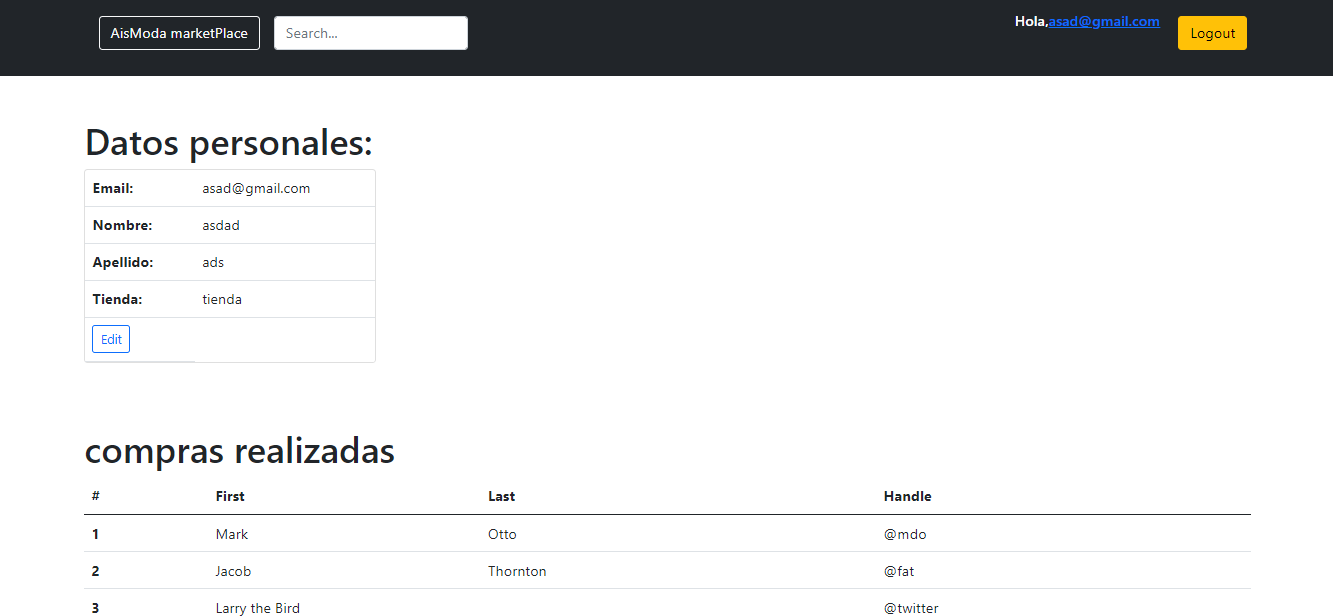 AisModa marketPlace Search... Hola,asad@gmail.com Logout
Datos personales:
Email: asad@gmail.com
Nombre: asdad
Apellido: ads
Tienda: tienda
Edit
compras realizadas
# First Last Handle
1 Mark Otto @mdo
2 Jacob Thornton @fat
3 Larry the Bird @twitter